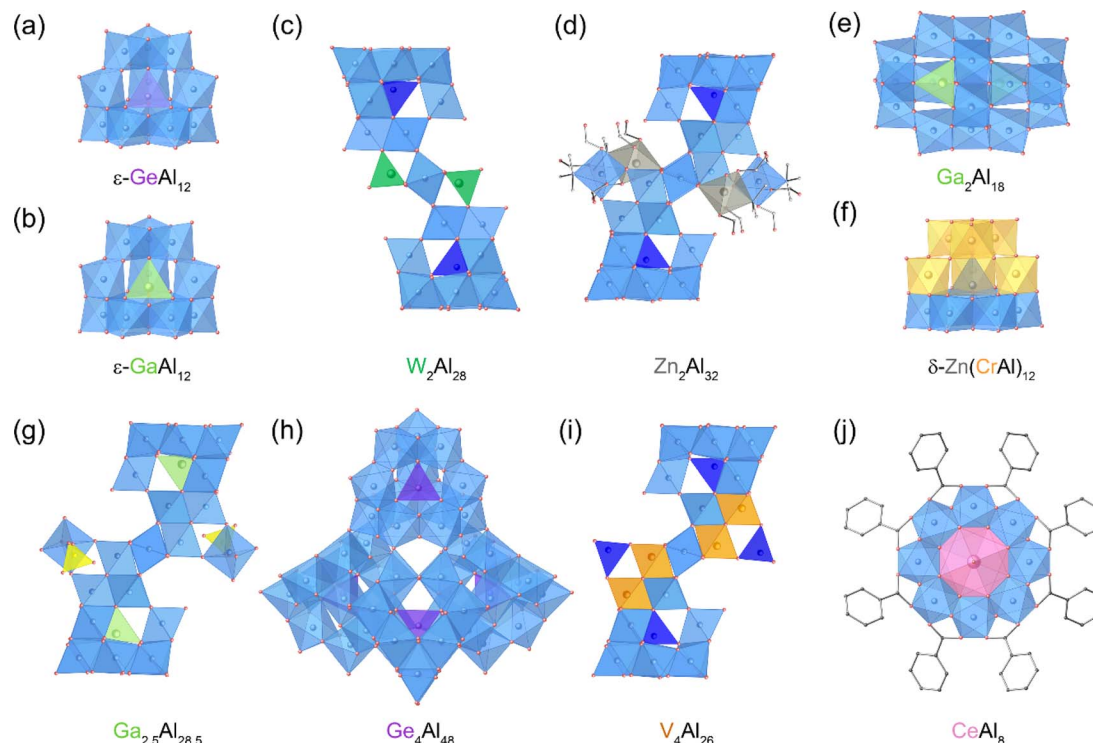 (a)
ε-GeAl₁₂
(b)
ε-GaAl₁₂
(c)
W₂Al₂₈
(d)
Zn₂Al₃₂
(e)
Ga₂Al₁₈
(f)
δ-Zn(CrAl)₁₂
(g)
Ga₂.₅Al₂₈.₅
(h)
Ge₄Al₄₈
(i)
V₄Al₂₆
(j)
CeAl₈